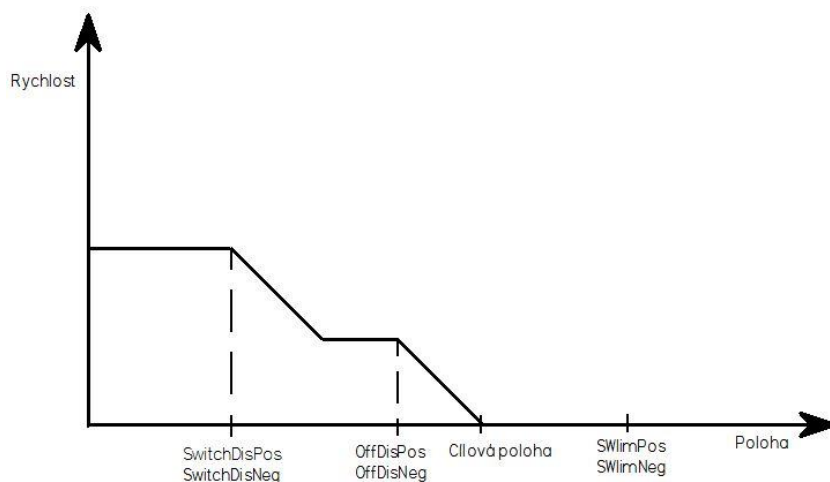 Rychlost
SwitchDisPos
SwitchDisNeg
OffDisPos
OffDisNeg
Cílová poloha
SWlimPos
SWlimNeg
Poloha